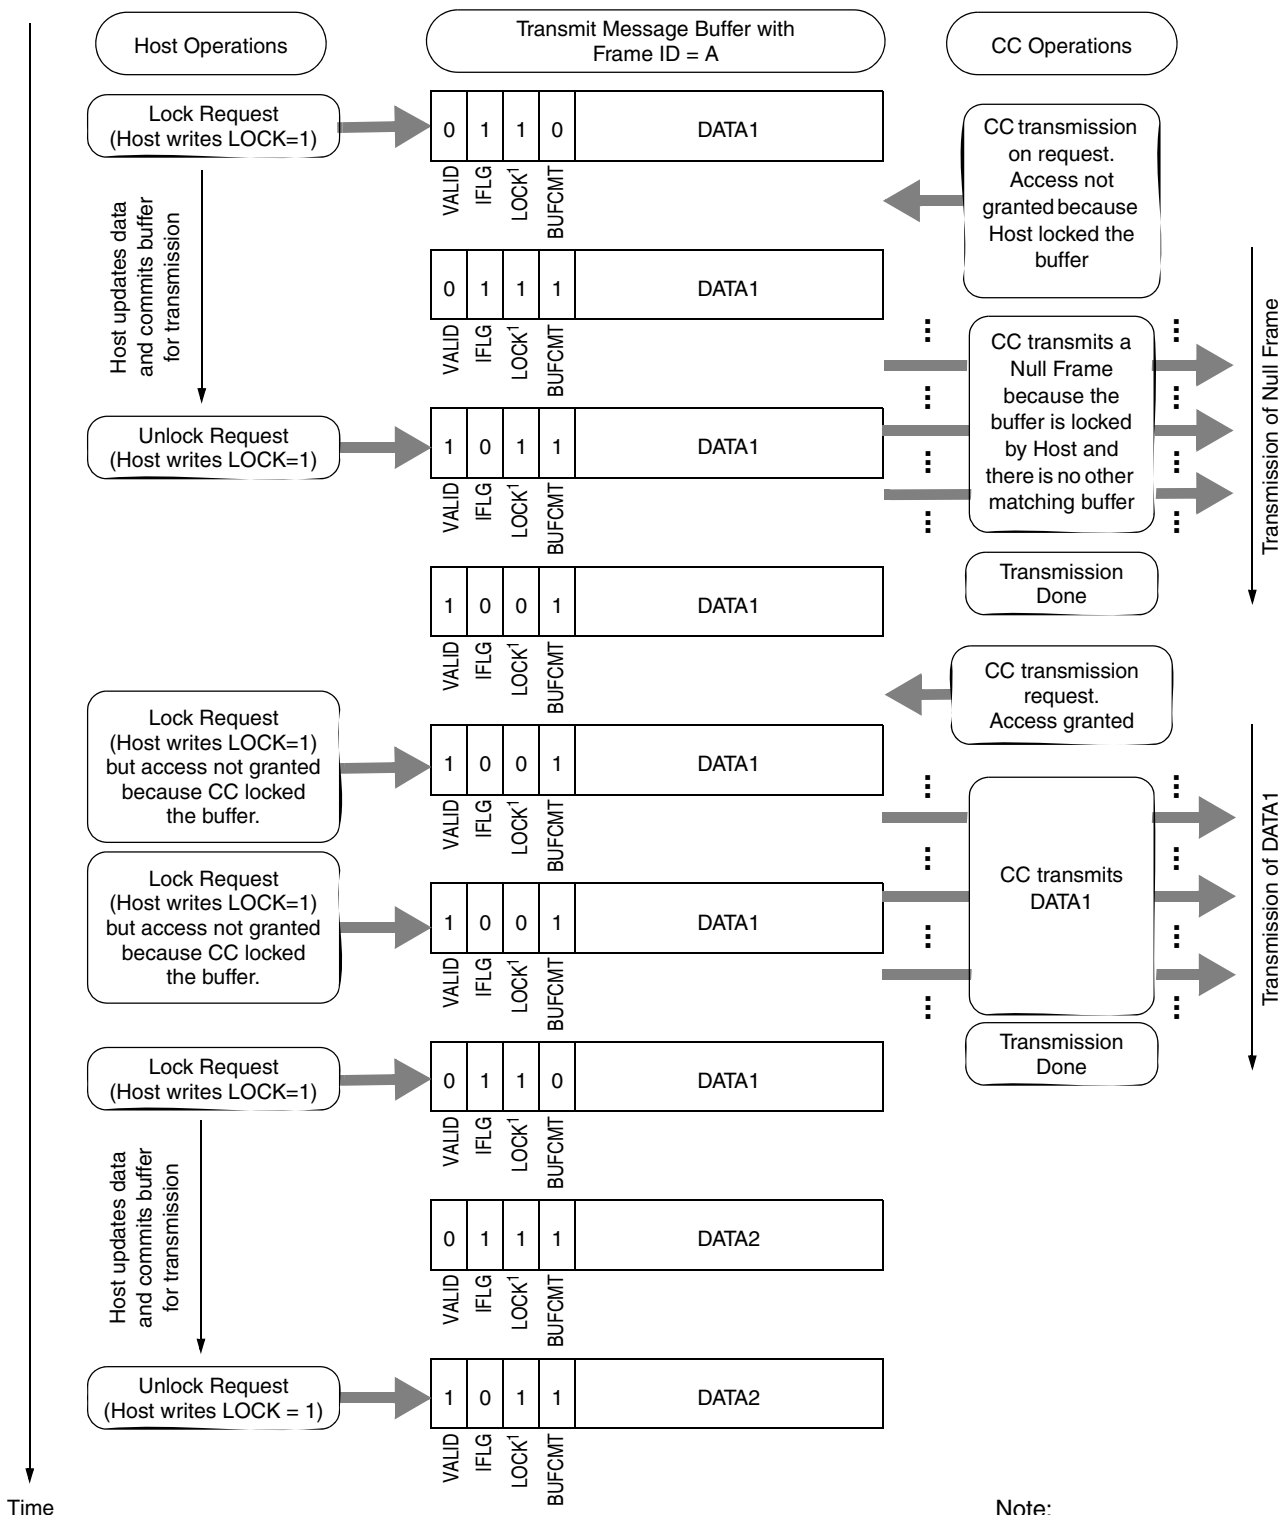 Host Operations
Transmit Message Buffer with
Frame ID = A
CC Operations
Lock Request
(Host writes LOCK=1)
0 1 1 0 DATA1
VALID
IFLG
LOCK1
BUFCMT
CC transmission
on request.
Access not
granted because
Host locked the
buffer
Host updates data
and commits buffer
for transmission
0 1 1 1 DATA1
VALID
IFLG
LOCK1
BUFCMT
CC transmits a
Null Frame
because the
buffer is locked
by Host and
there is no other
matching buffer
Transmission of Null Frame
Unlock Request
(Host writes LOCK=1)
1 0 1 1 DATA1
VALID
IFLG
LOCK1
BUFCMT
Transmission
Done
1 0 0 1 DATA1
VALID
IFLG
LOCK1
BUFCMT
CC transmission
request.
Access granted
Lock Request
(Host writes LOCK=1)
but access not granted
because CC locked
the buffer.
1 0 0 1 DATA1
VALID
IFLG
LOCK1
BUFCMT
CC transmits
DATA1
Transmission of DATA1
Lock Request
(Host writes LOCK=1)
but access not granted
because CC locked
the buffer.
1 0 0 1 DATA1
VALID
IFLG
LOCK1
BUFCMT
Transmission
Done
Lock Request
(Host writes LOCK=1)
0 1 1 0 DATA1
VALID
IFLG
LOCK1
BUFCMT
Host updates data
and commits buffer
for transmission
0 1 1 1 DATA2
VALID
IFLG
LOCK1
BUFCMT
Unlock Request
(Host writes LOCK = 1)
1 0 1 1 DATA2
VALID
IFLG
LOCK1
BUFCMT
Time
Note: